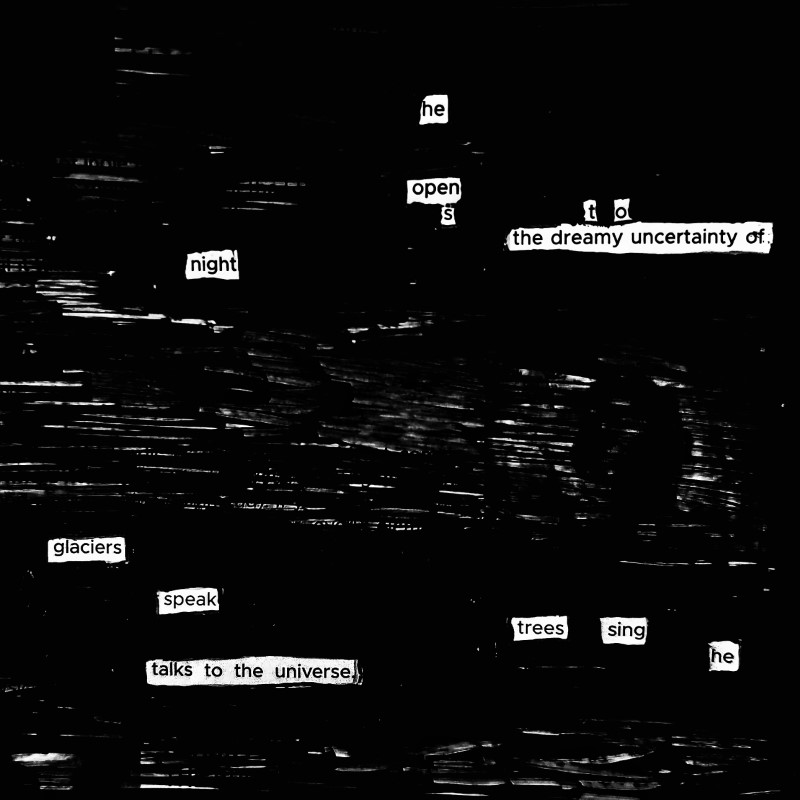 he
open
s
t o
the dreamy uncertainty of
night
glaciers
speak
trees sing
he
talks to the universe